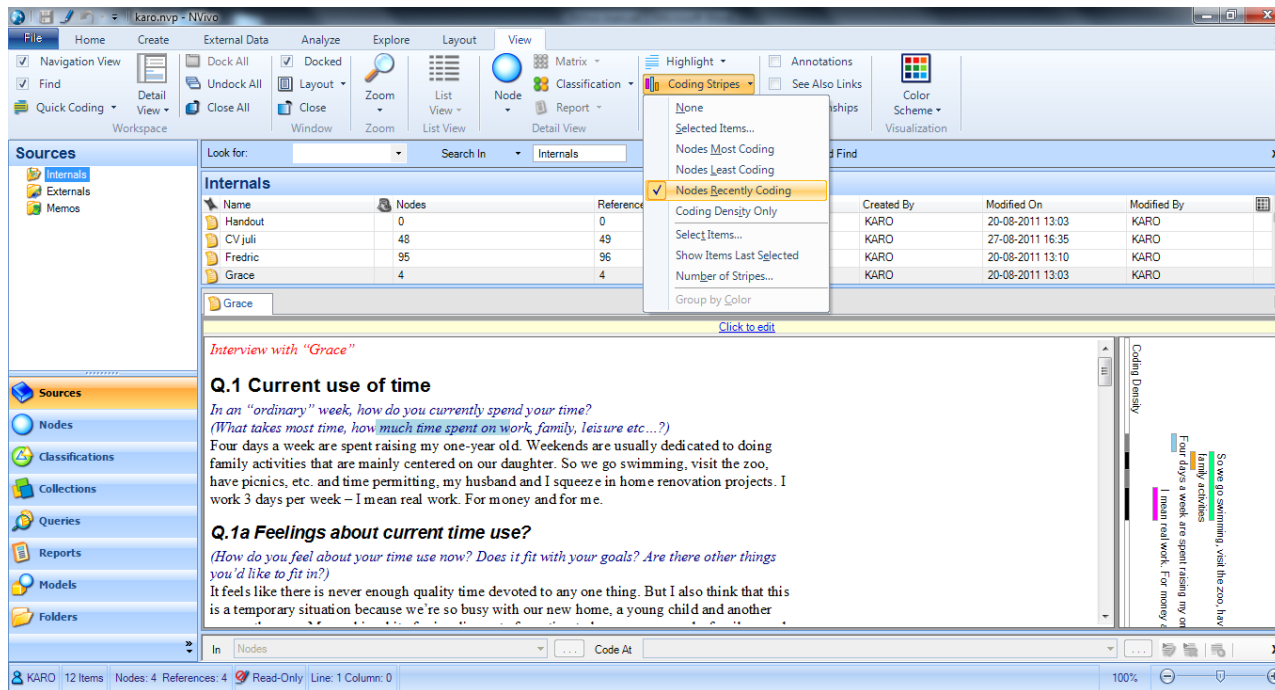 karo.nvp - NVivo
File Home Create External Data Analyze Explore Layout View
Navigation View
Find
Quick Coding
Detail View
Workspace
Dock All
Undock All
Close All
Docked
Layout
Close
Window
Zoom
Zoom
List View
List View
Node
Matrix
Classification
Report
Detail View
Highlight
Coding Stripes
Annotations
See Also Links
Color Scheme
Visualization
None
Selected Items...
Nodes Most Coding
Nodes Least Coding
Nodes Recently Coding
Coding Density Only
Select Items...
Show Items Last Selected
Number of Stripes...
Group by Color
Sources
Internals
Externals
Memos
Look for: Search In Internals d Find
Internals
Name Nodes Reference Created By Modified On Modified By
Handout 0 0 KARO 20-08-2011 13:03 KARO
CV juli 48 49 KARO 27-08-2011 16:35 KARO
Fredric 95 96 KARO 20-08-2011 13:10 KARO
Grace 4 4 KARO 20-08-2011 13:03 KARO
Grace
Click to edit
Interview with “Grace”
Q.1 Current use of time
In an “ordinary” week, how do you currently spend your time?
(What takes most time, how much time spent on work, family, leisure etc…?)
Four days a week are spent raising my one-year old. Weekends are usually dedicated to doing
family activities that are mainly centered on our daughter. So we go swimming, visit the zoo,
have picnics, etc. and time permitting, my husband and I squeeze in home renovation projects. I
work 3 days per week – I mean real work. For money and for me.
Q.1a Feelings about current time use?
(How do you feel about your time use now? Does it fit with your goals? Are there other things
you’d like to fit in?)
It feels like there is never enough quality time devoted to any one thing. But I also think that this
is a temporary situation because we’re so busy with our new home, a young child and another
Coding Density
So we go swimming, visit the zoo, hav
family activities
Four days a week are spent raising my on
I mean real work. For money a
Sources
Nodes
Classifications
Collections
Queries
Reports
Models
Folders
In Nodes ... Code At ...
KARO 12 Items Nodes: 4 References: 4 Read-Only Line: 1 Column: 0 100%